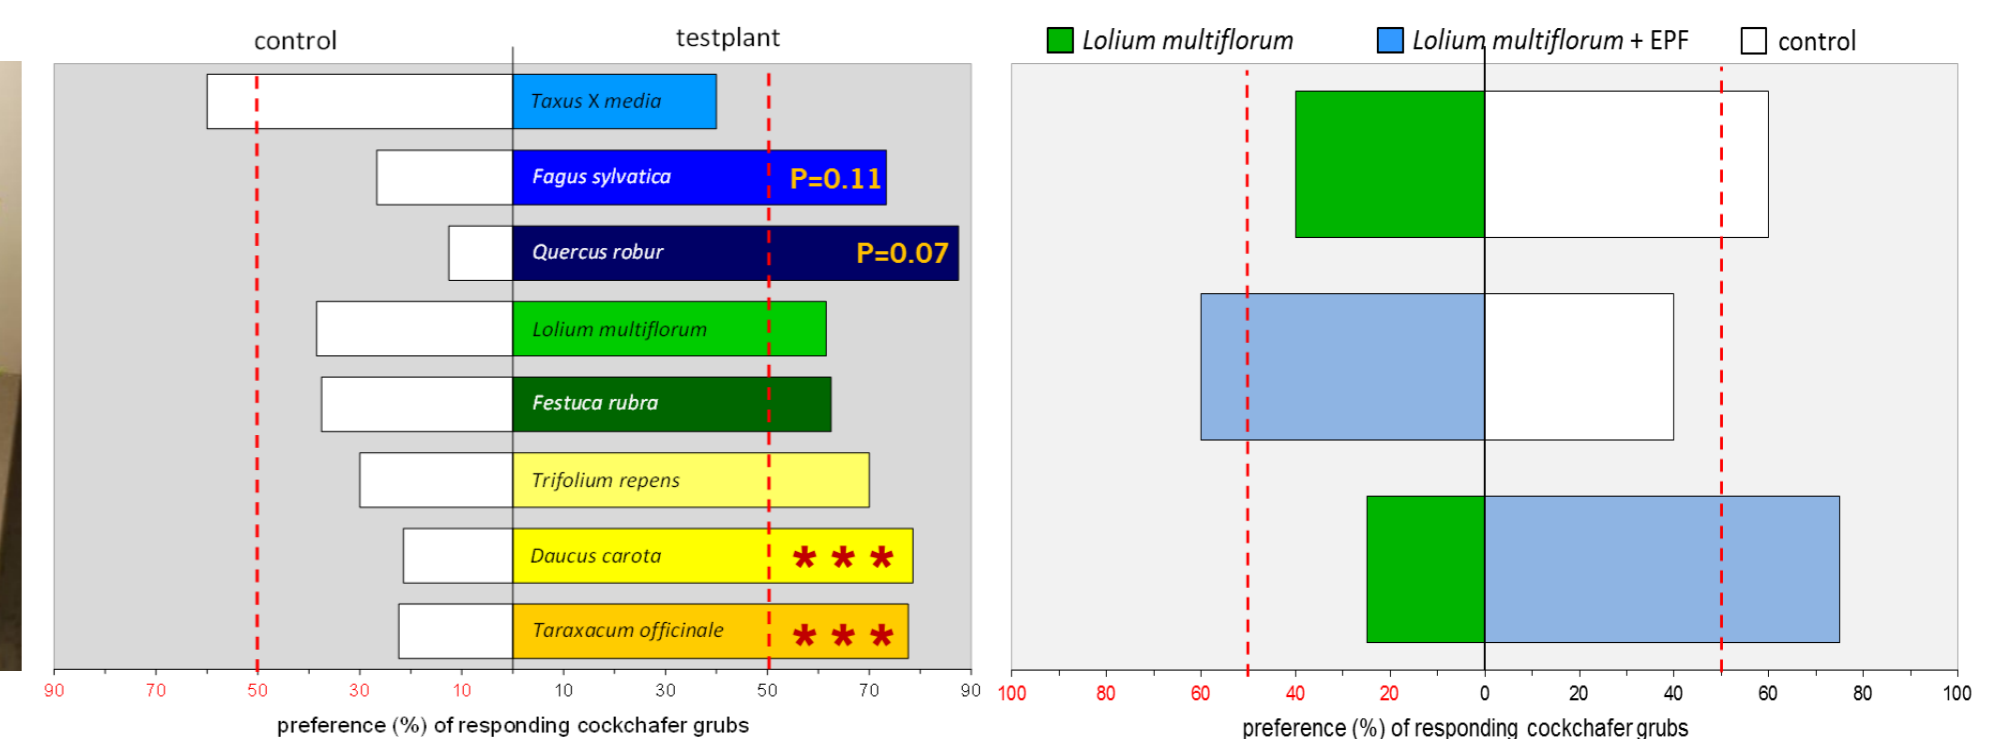 control testplant
Taxus X media
Fagus sylvatica P=0.11
Quercus robur P=0.07
Lolium multiflorum
Festuca rubra
Trifolium repens
Daucus carota ***
Taraxacum officinale ***
90 70 50 30 10 10 30 50 70 90
preference (%) of responding cockchafer grubs
Lolium multiflorum Lolium multiflorum + EPF control
100 80 60 40 20 0 20 40 60 80 100
preference (%) of responding cockchafer grubs